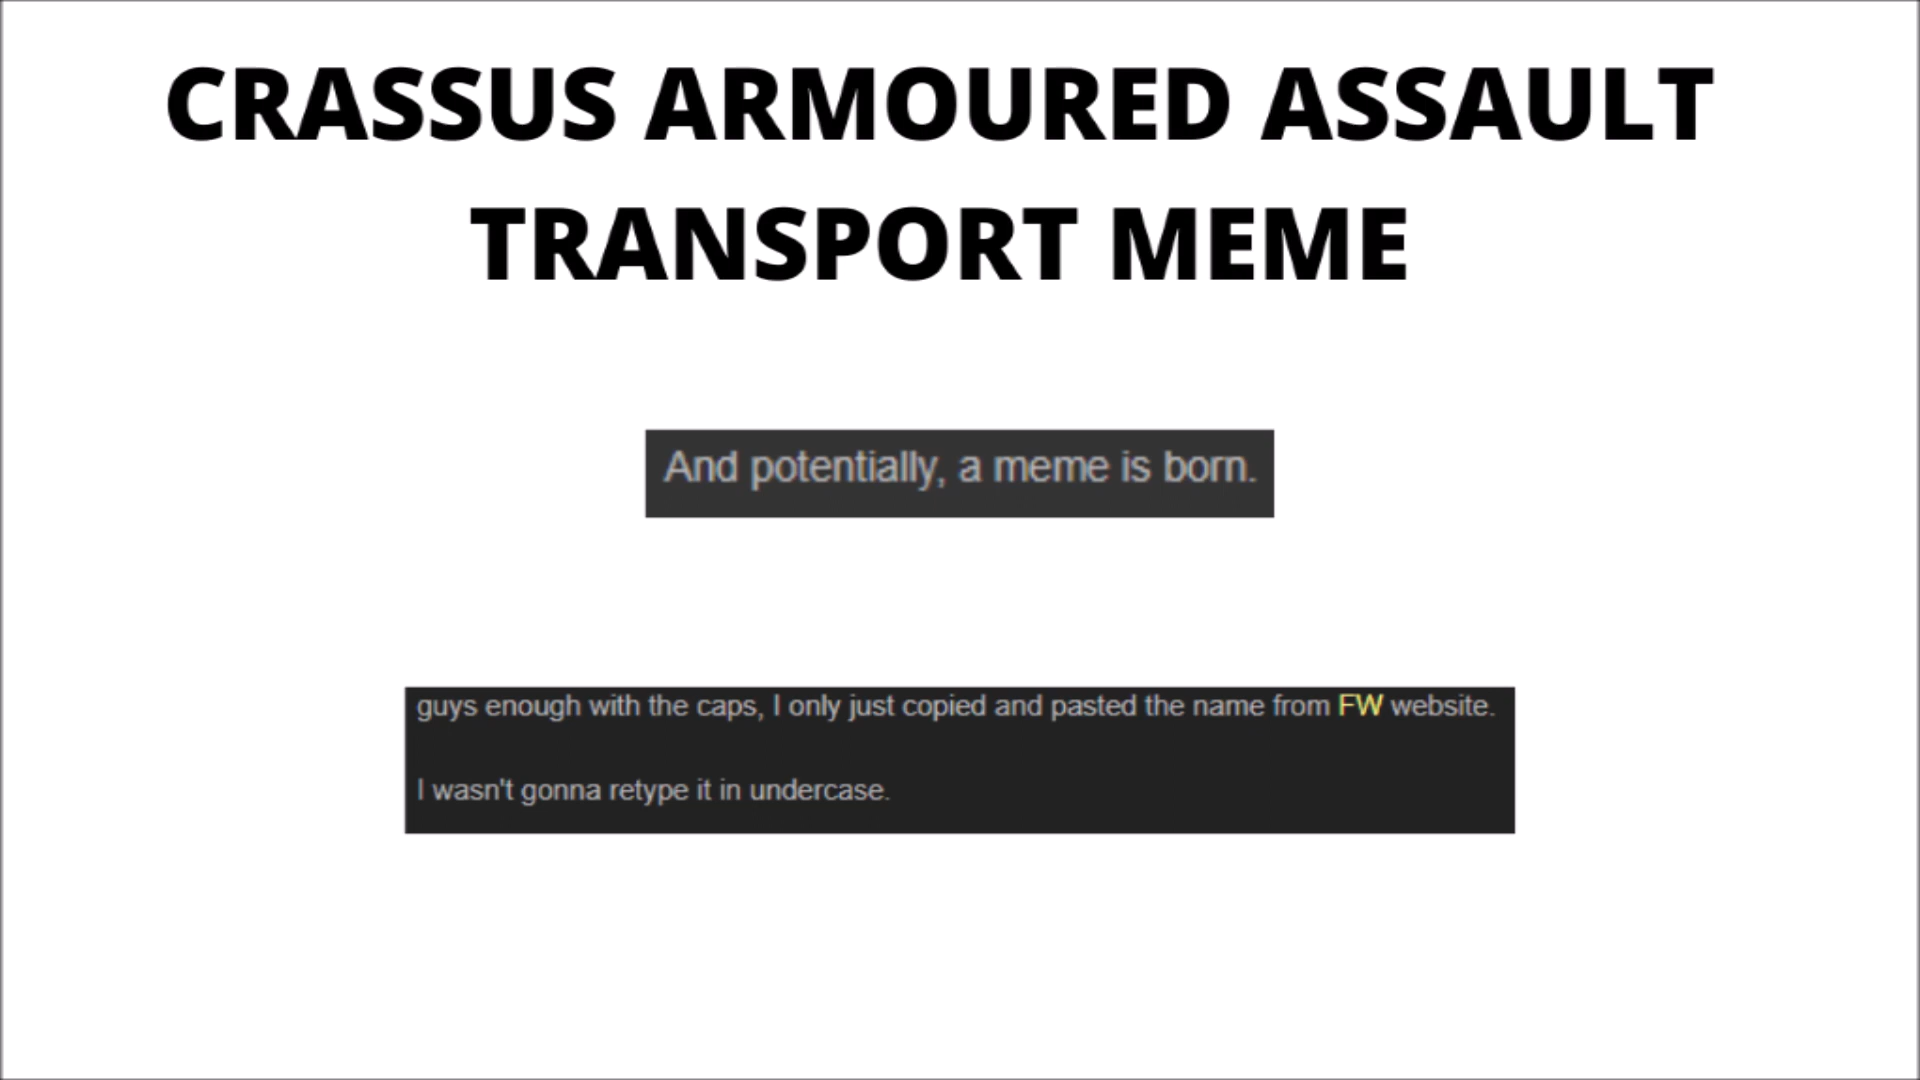 CRASSUS ARMOURED ASSAULT
TRANSPORT MEME
And potentially, a meme is born.
guys enough with the caps, I only just copied and pasted the name from FW website.
I wasn't gonna retype it in undercase.